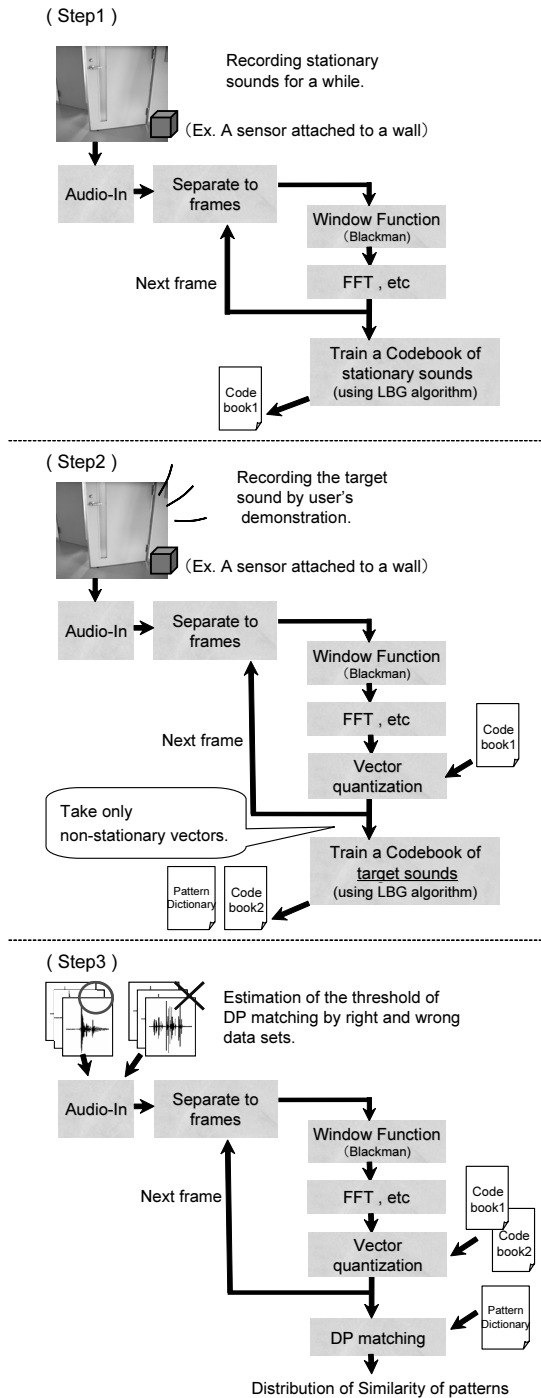 ( Step1 )
Recording stationary
sounds for a while.
（Ex. A sensor attached to a wall）
Audio-In
Separate to
frames
Window Function
（Blackman)
Next frame
FFT , etc
Train a Codebook of
stationary sounds
(using LBG algorithm)
Code
book1
( Step2 )
Recording the target
sound by user's
demonstration.
（Ex. A sensor attached to a wall）
Audio-In
Separate to
frames
Window Function
（Blackman)
FFT , etc
Next frame
Code
book1
Vector
quantization
Take only
non-stationary vectors.
Train a Codebook of
target sounds
(using LBG algorithm)
Pattern
Dictionary
Code
book2
( Step3 )
Estimation of the threshold of
DP matching by right and wrong
data sets.
Audio-In
Separate to
frames
Window Function
（Blackman)
Next frame
FFT , etc
Code
book1
Code
book2
Vector
quantization
Pattern
Dictionary
DP matching
Distribution of Similarity of patterns